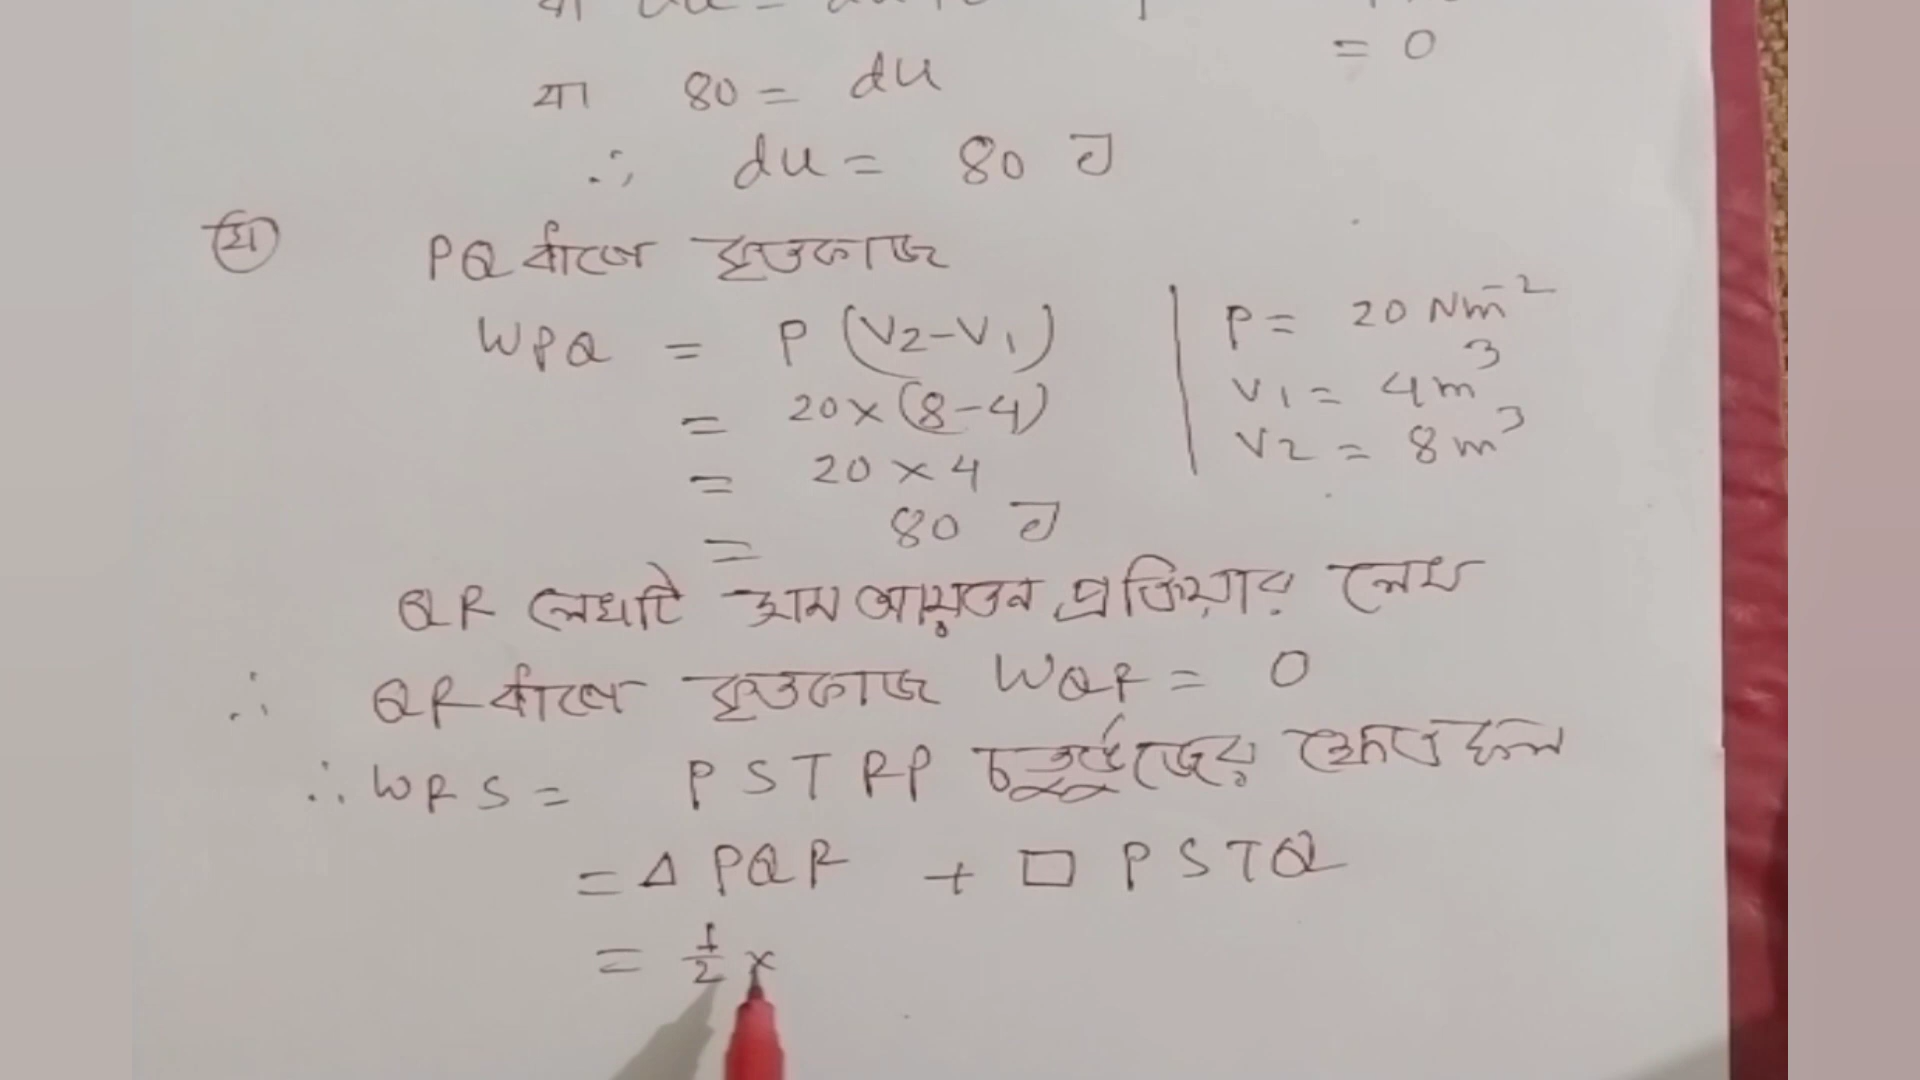 = 0
যা 80 = du
∴ du = 80 J
ঘ PQ বাবদ কৃতকাজ
WPQ = P (V2-V1)
= 20 × (8-4)
= 20 × 4
= 80 J
P = 20 Nm⁻²
V1 = 4m³
V2 = 8m³
QR লেখটি সম আয়তন প্রক্রিয়ার লেখ
∴ QR কৃতকাজ WQR = 0
∴ WRS = PSTRP চতুর্ভুজের ক্ষেত্রফল
= Δ PQR + □ PSTQ
= 1/2 ×